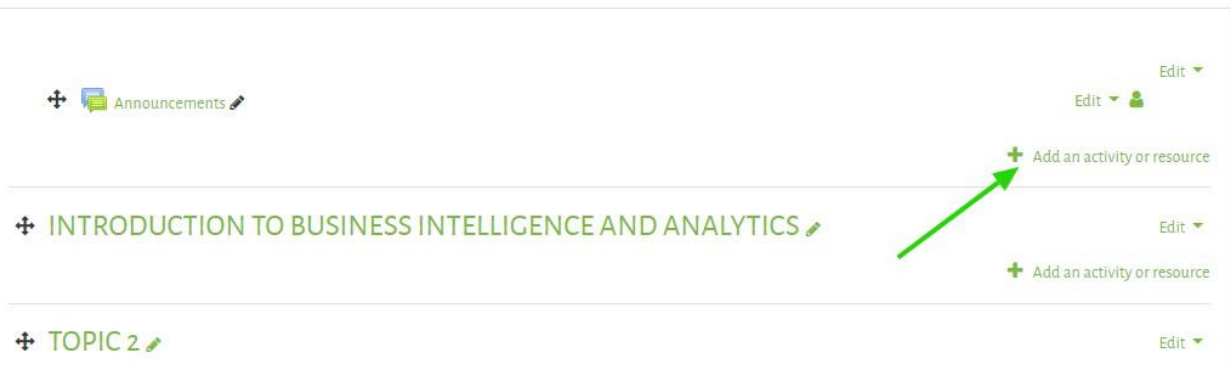 Edit
Announcements
Edit
Add an activity or resource
INTRODUCTION TO BUSINESS INTELLIGENCE AND ANALYTICS
Edit
Add an activity or resource
TOPIC 2
Edit